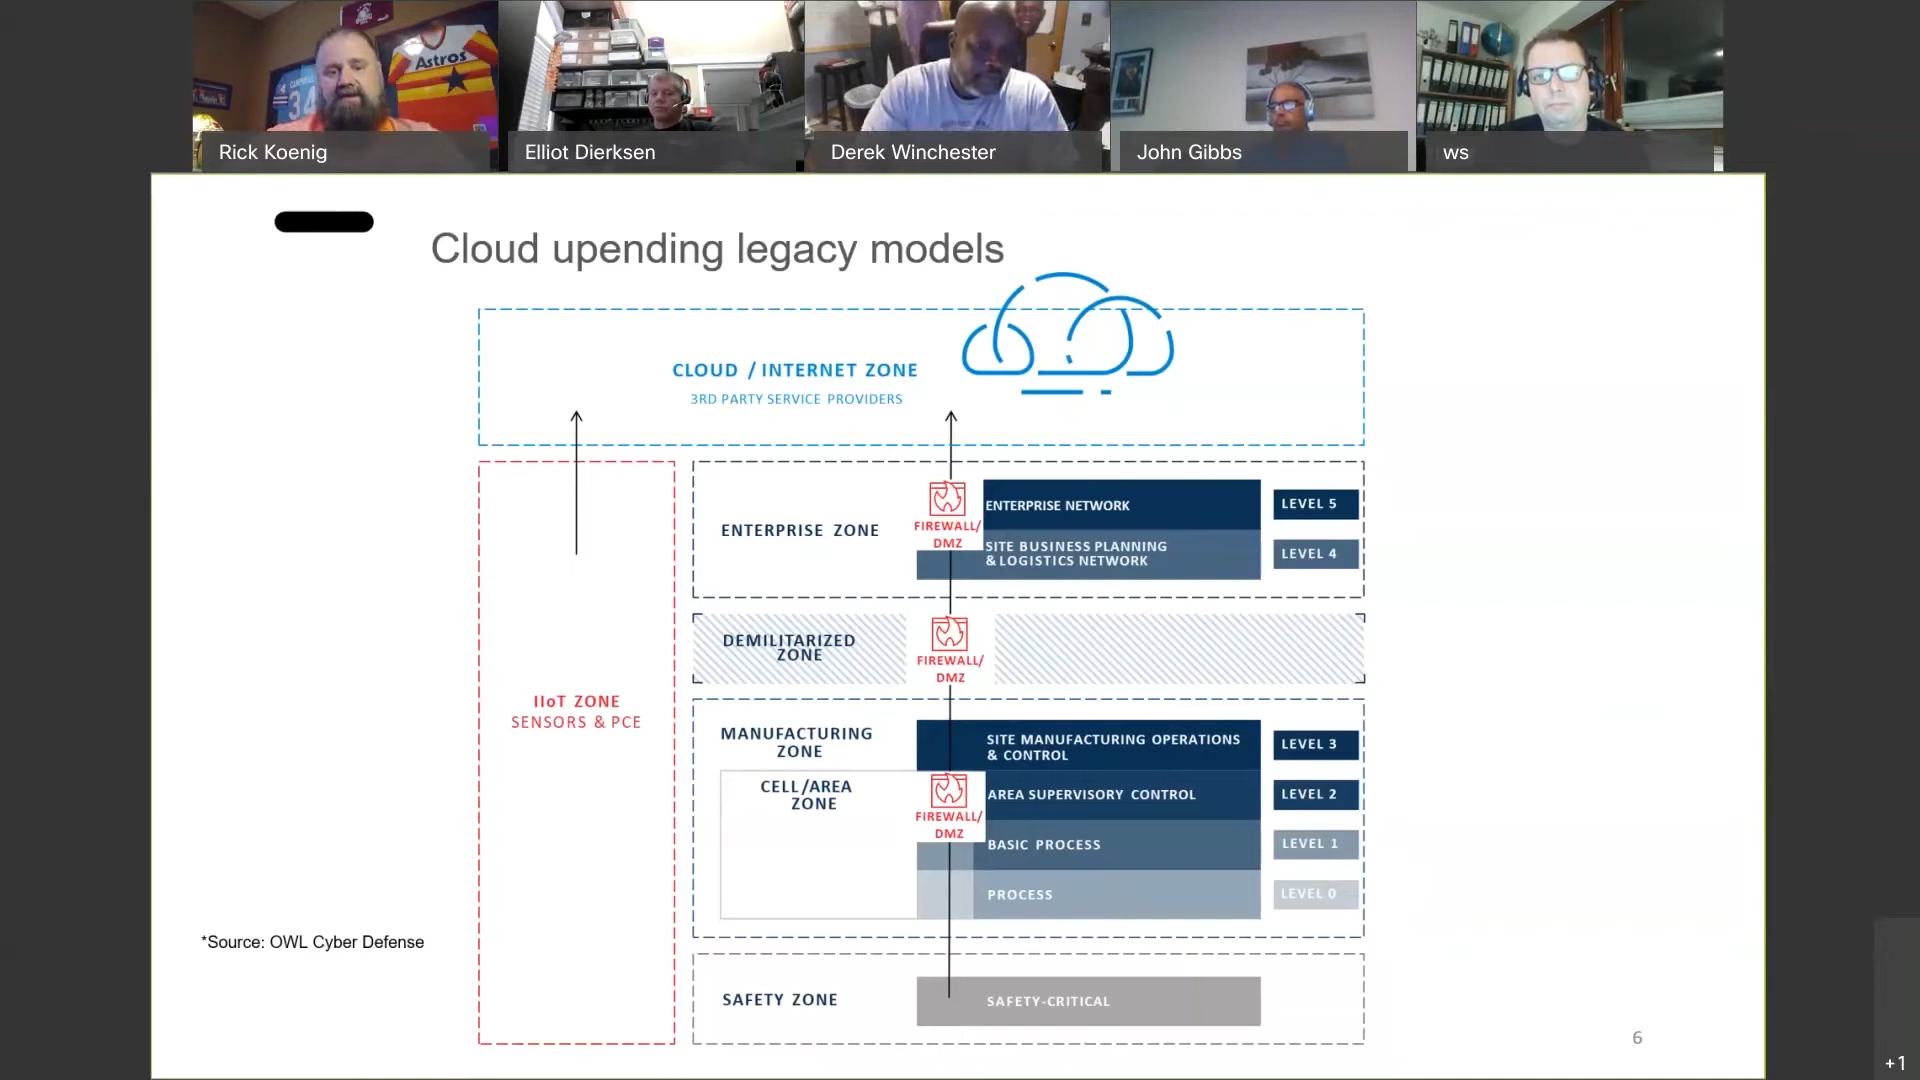 Astros
34
Rick Koenig
Elliot Dierksen
Derek Winchester
John Gibbs
ws
Cloud upending legacy models
CLOUD / INTERNET ZONE
3RD PARTY SERVICE PROVIDERS
ENTERPRISE ZONE
FIREWALL/
DMZ
ENTERPRISE NETWORK
LEVEL 5
SITE BUSINESS PLANNING
& LOGISTICS NETWORK
LEVEL 4
DEMILITARIZED
ZONE
FIREWALL/
DMZ
IIoT ZONE
SENSORS & PCE
MANUFACTURING
ZONE
SITE MANUFACTURING OPERATIONS
& CONTROL
LEVEL 3
CELL/AREA
ZONE
FIREWALL/
DMZ
AREA SUPERVISORY CONTROL
LEVEL 2
BASIC PROCESS
LEVEL 1
PROCESS
LEVEL 0
*Source: OWL Cyber Defense
SAFETY ZONE
SAFETY-CRITICAL
6
+1